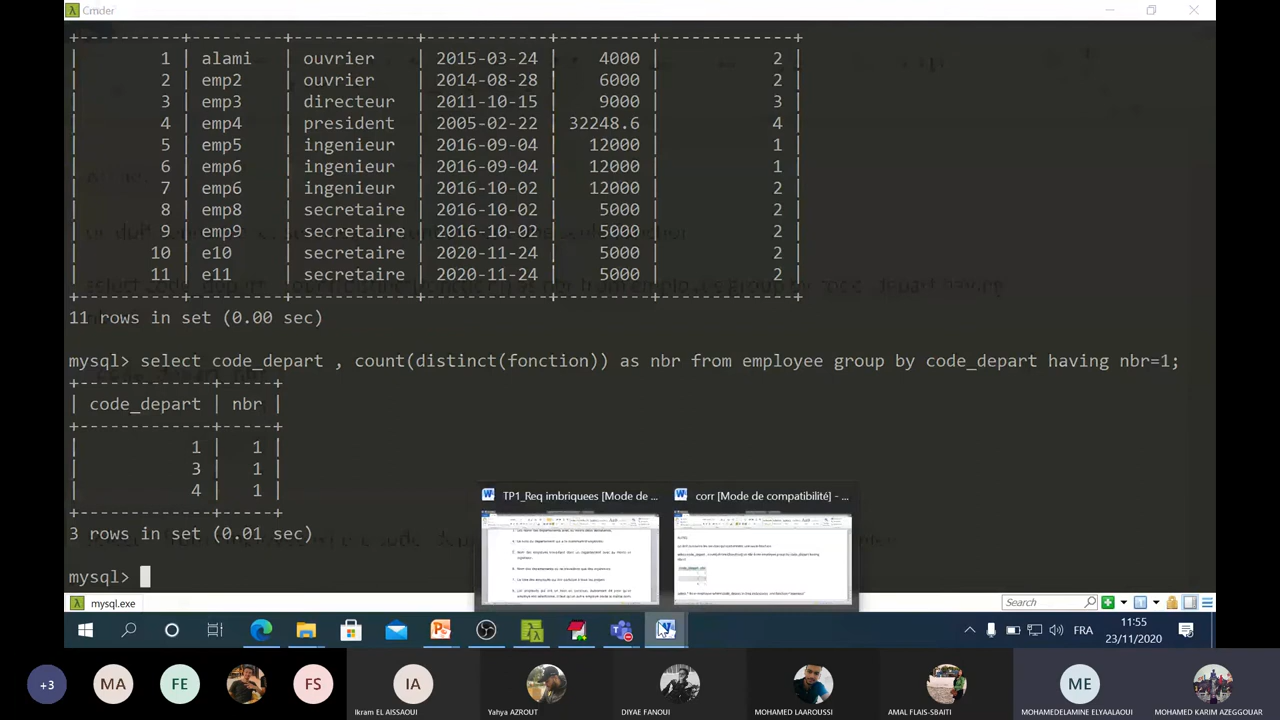 Cmder
1 | alami | ouvrier | 2015-03-24 | 4000 | 2 |
2 | emp2 | ouvrier | 2014-08-28 | 6000 | 2 |
3 | emp3 | directeur | 2011-10-15 | 9000 | 3 |
4 | emp4 | president | 2005-02-22 | 32248.6 | 4 |
5 | emp5 | ingenieur | 2016-09-04 | 12000 | 1 |
6 | emp6 | ingenieur | 2016-09-04 | 12000 | 1 |
7 | emp6 | ingenieur | 2016-10-02 | 12000 | 2 |
8 | emp8 | secretaire | 2016-10-02 | 5000 | 2 |
9 | emp9 | secretaire | 2016-10-02 | 5000 | 2 |
10 | e10 | secretaire | 2020-11-24 | 5000 | 2 |
11 | e11 | secretaire | 2020-11-24 | 5000 | 2 |
11 rows in set (0.00 sec)
mysql> select code_depart , count(distinct(fonction)) as nbr from employee group by code_depart having nbr=1;
| code_depart | nbr |
| 1 | 1 |
| 3 | 1 |
| 4 | 1 |
rows in set (0.01 sec)
mysql>
TP1_Req imbriquees [Mode de ...
corr [Mode de compatibilité] - ...
mysql.exe
Search
FRA
11:55
23/11/2020
+3
MA
FE
FS
IA
ME
Ikram EL AISSAOUI
Yahya AZROUT
DIYAE FANOUI
MOHAMED LAAROUSSI
AMAL FLAIS-SBAITI
MOHAMEDELAMINE ELYAALAOUI
MOHAMED KARIM AZEGGOUAR